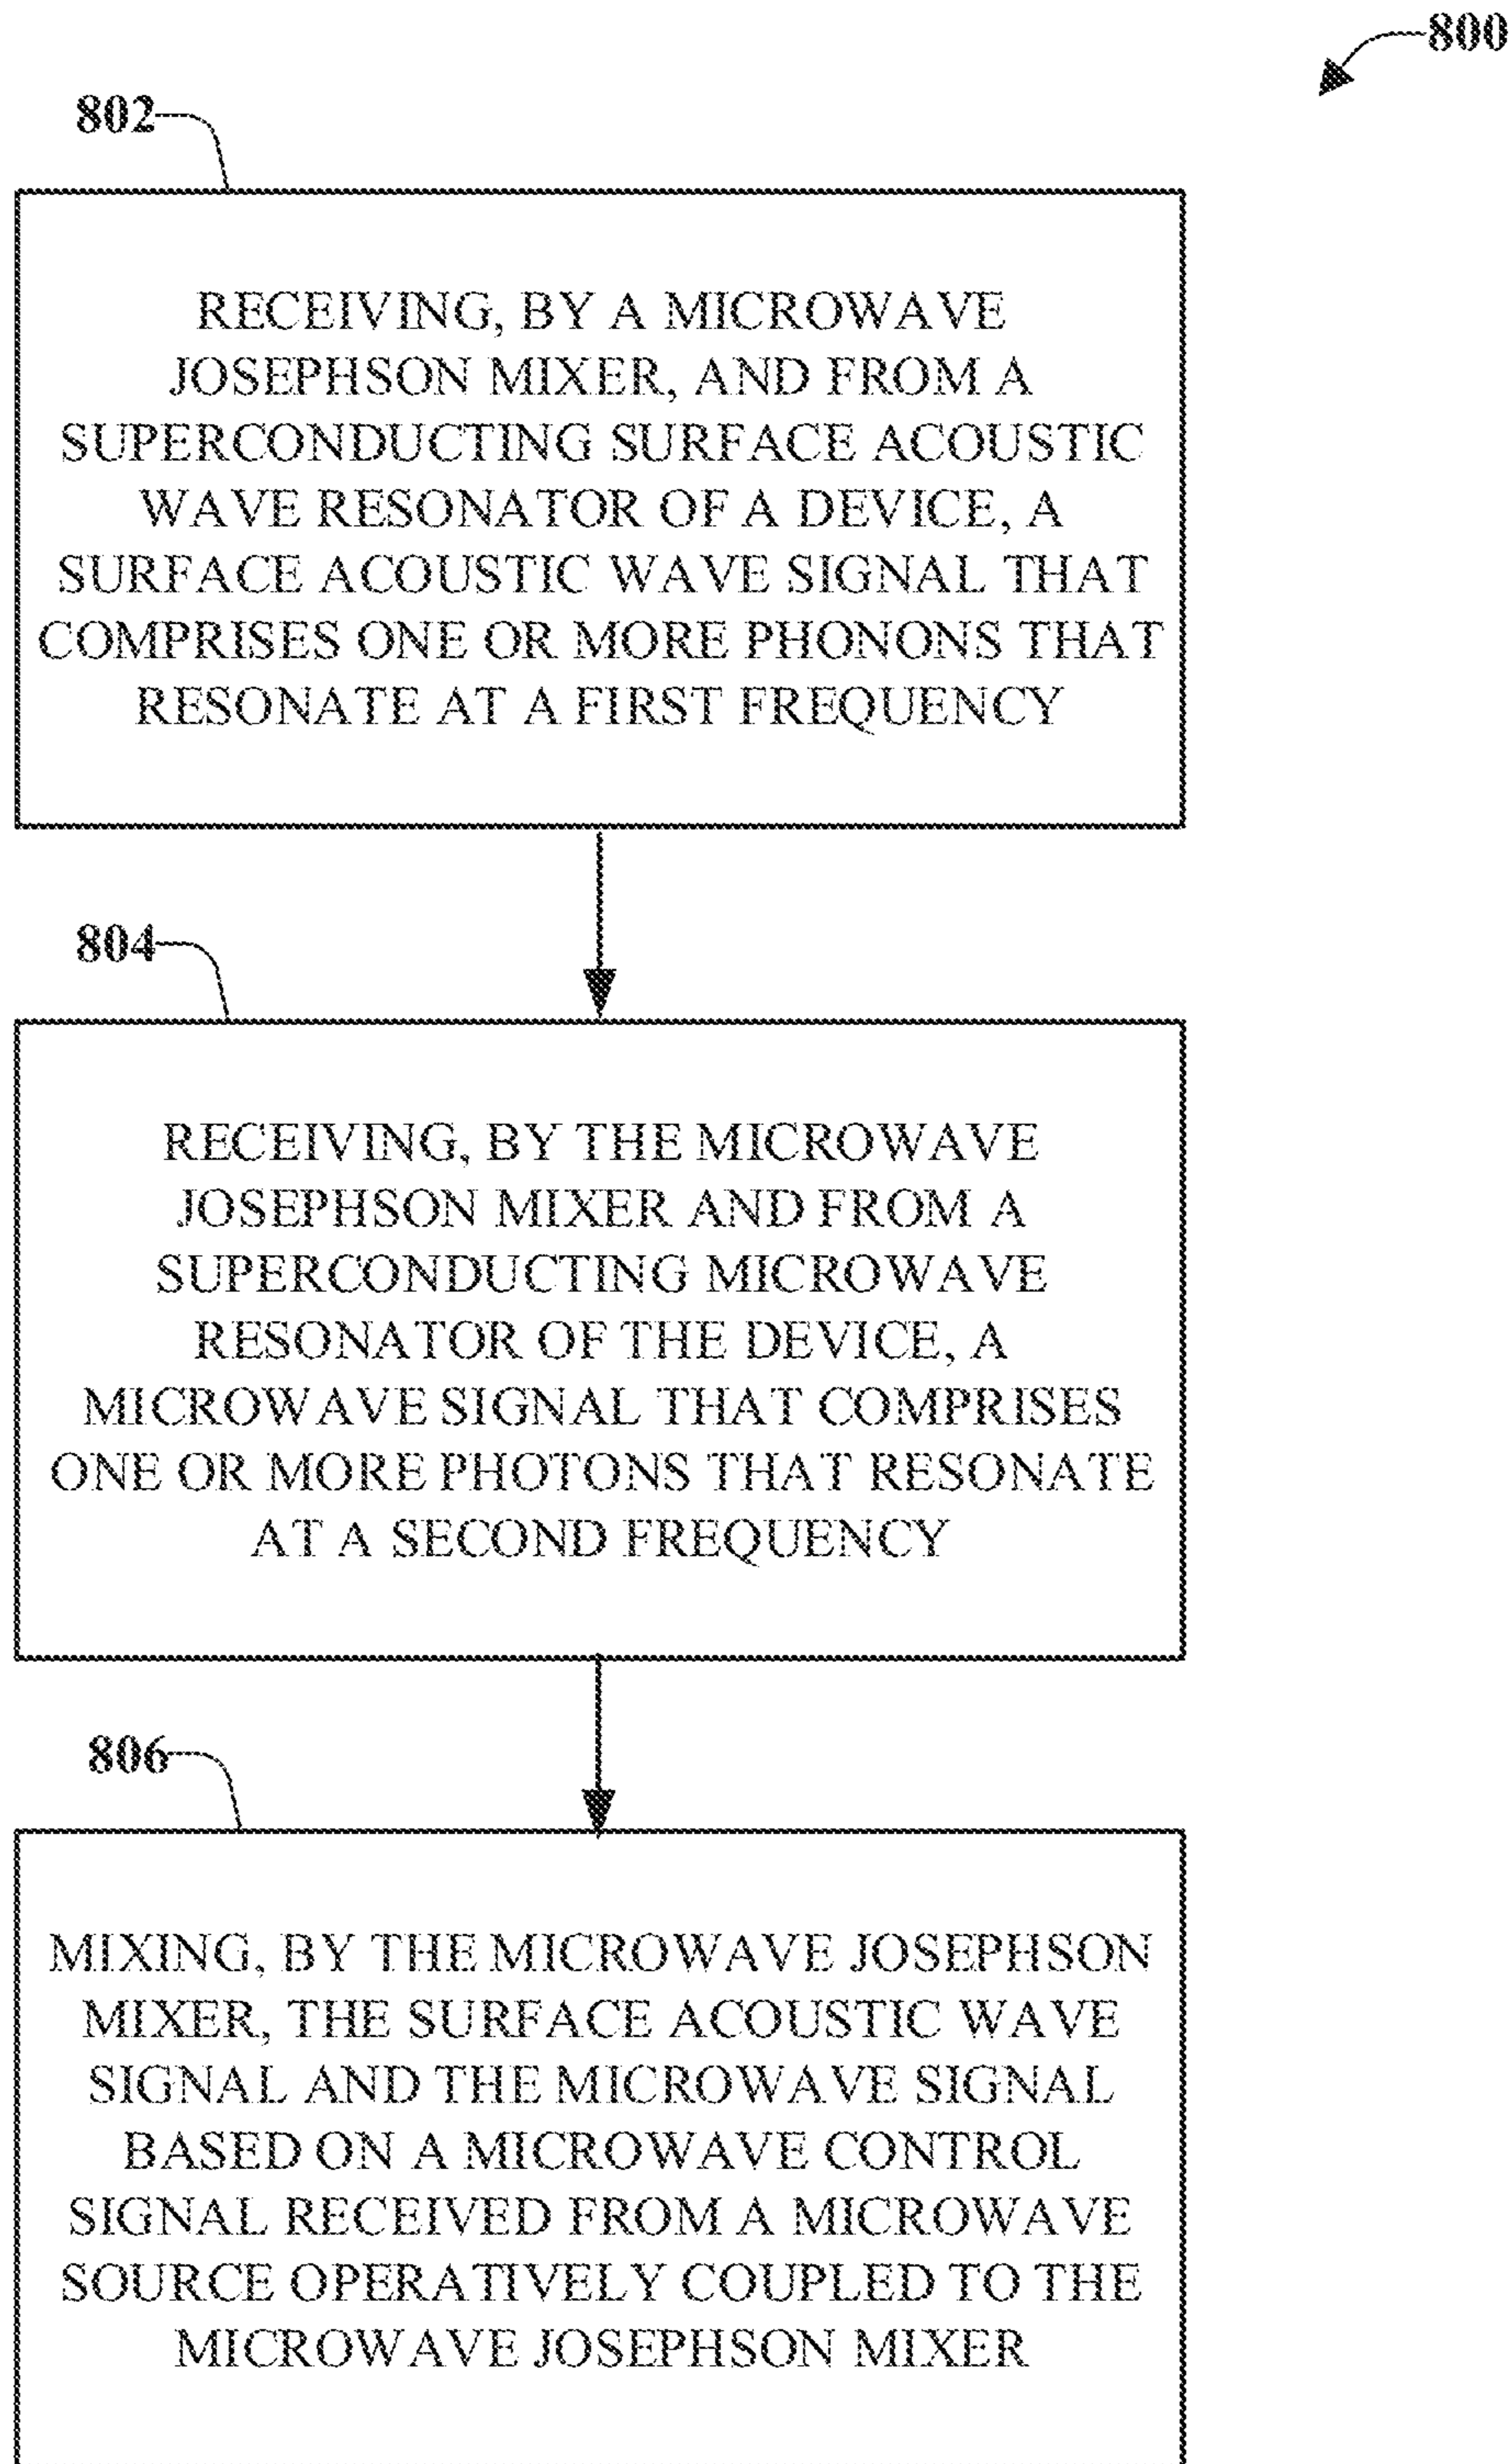 800
802
RECEIVING, BY A MICROWAVE
JOSEPHSON MIXER, AND FROM A
SUPERCONDUCTING SURFACE ACOUSTIC
WAVE RESONATOR OF A DEVICE, A
SURFACE ACOUSTIC WAVE SIGNAL THAT
COMPRISES ONE OR MORE PHONONS THAT
RESONATE AT A FIRST FREQUENCY
804
RECEIVING, BY THE MICROWAVE
JOSEPHSON MIXER AND FROM A
SUPERCONDUCTING MICROWAVE
RESONATOR OF THE DEVICE, A
MICROWAVE SIGNAL THAT COMPRISES
ONE OR MORE PHOTONS THAT RESONATE
AT A SECOND FREQUENCY
806
MIXING, BY THE MICROWAVE JOSEPHSON
MIXER, THE SURFACE ACOUSTIC WAVE
SIGNAL AND THE MICROWAVE SIGNAL
BASED ON A MICROWAVE CONTROL
SIGNAL RECEIVED FROM A MICROWAVE
SOURCE OPERATIVELY COUPLED TO THE
MICROWAVE JOSEPHSON MIXER